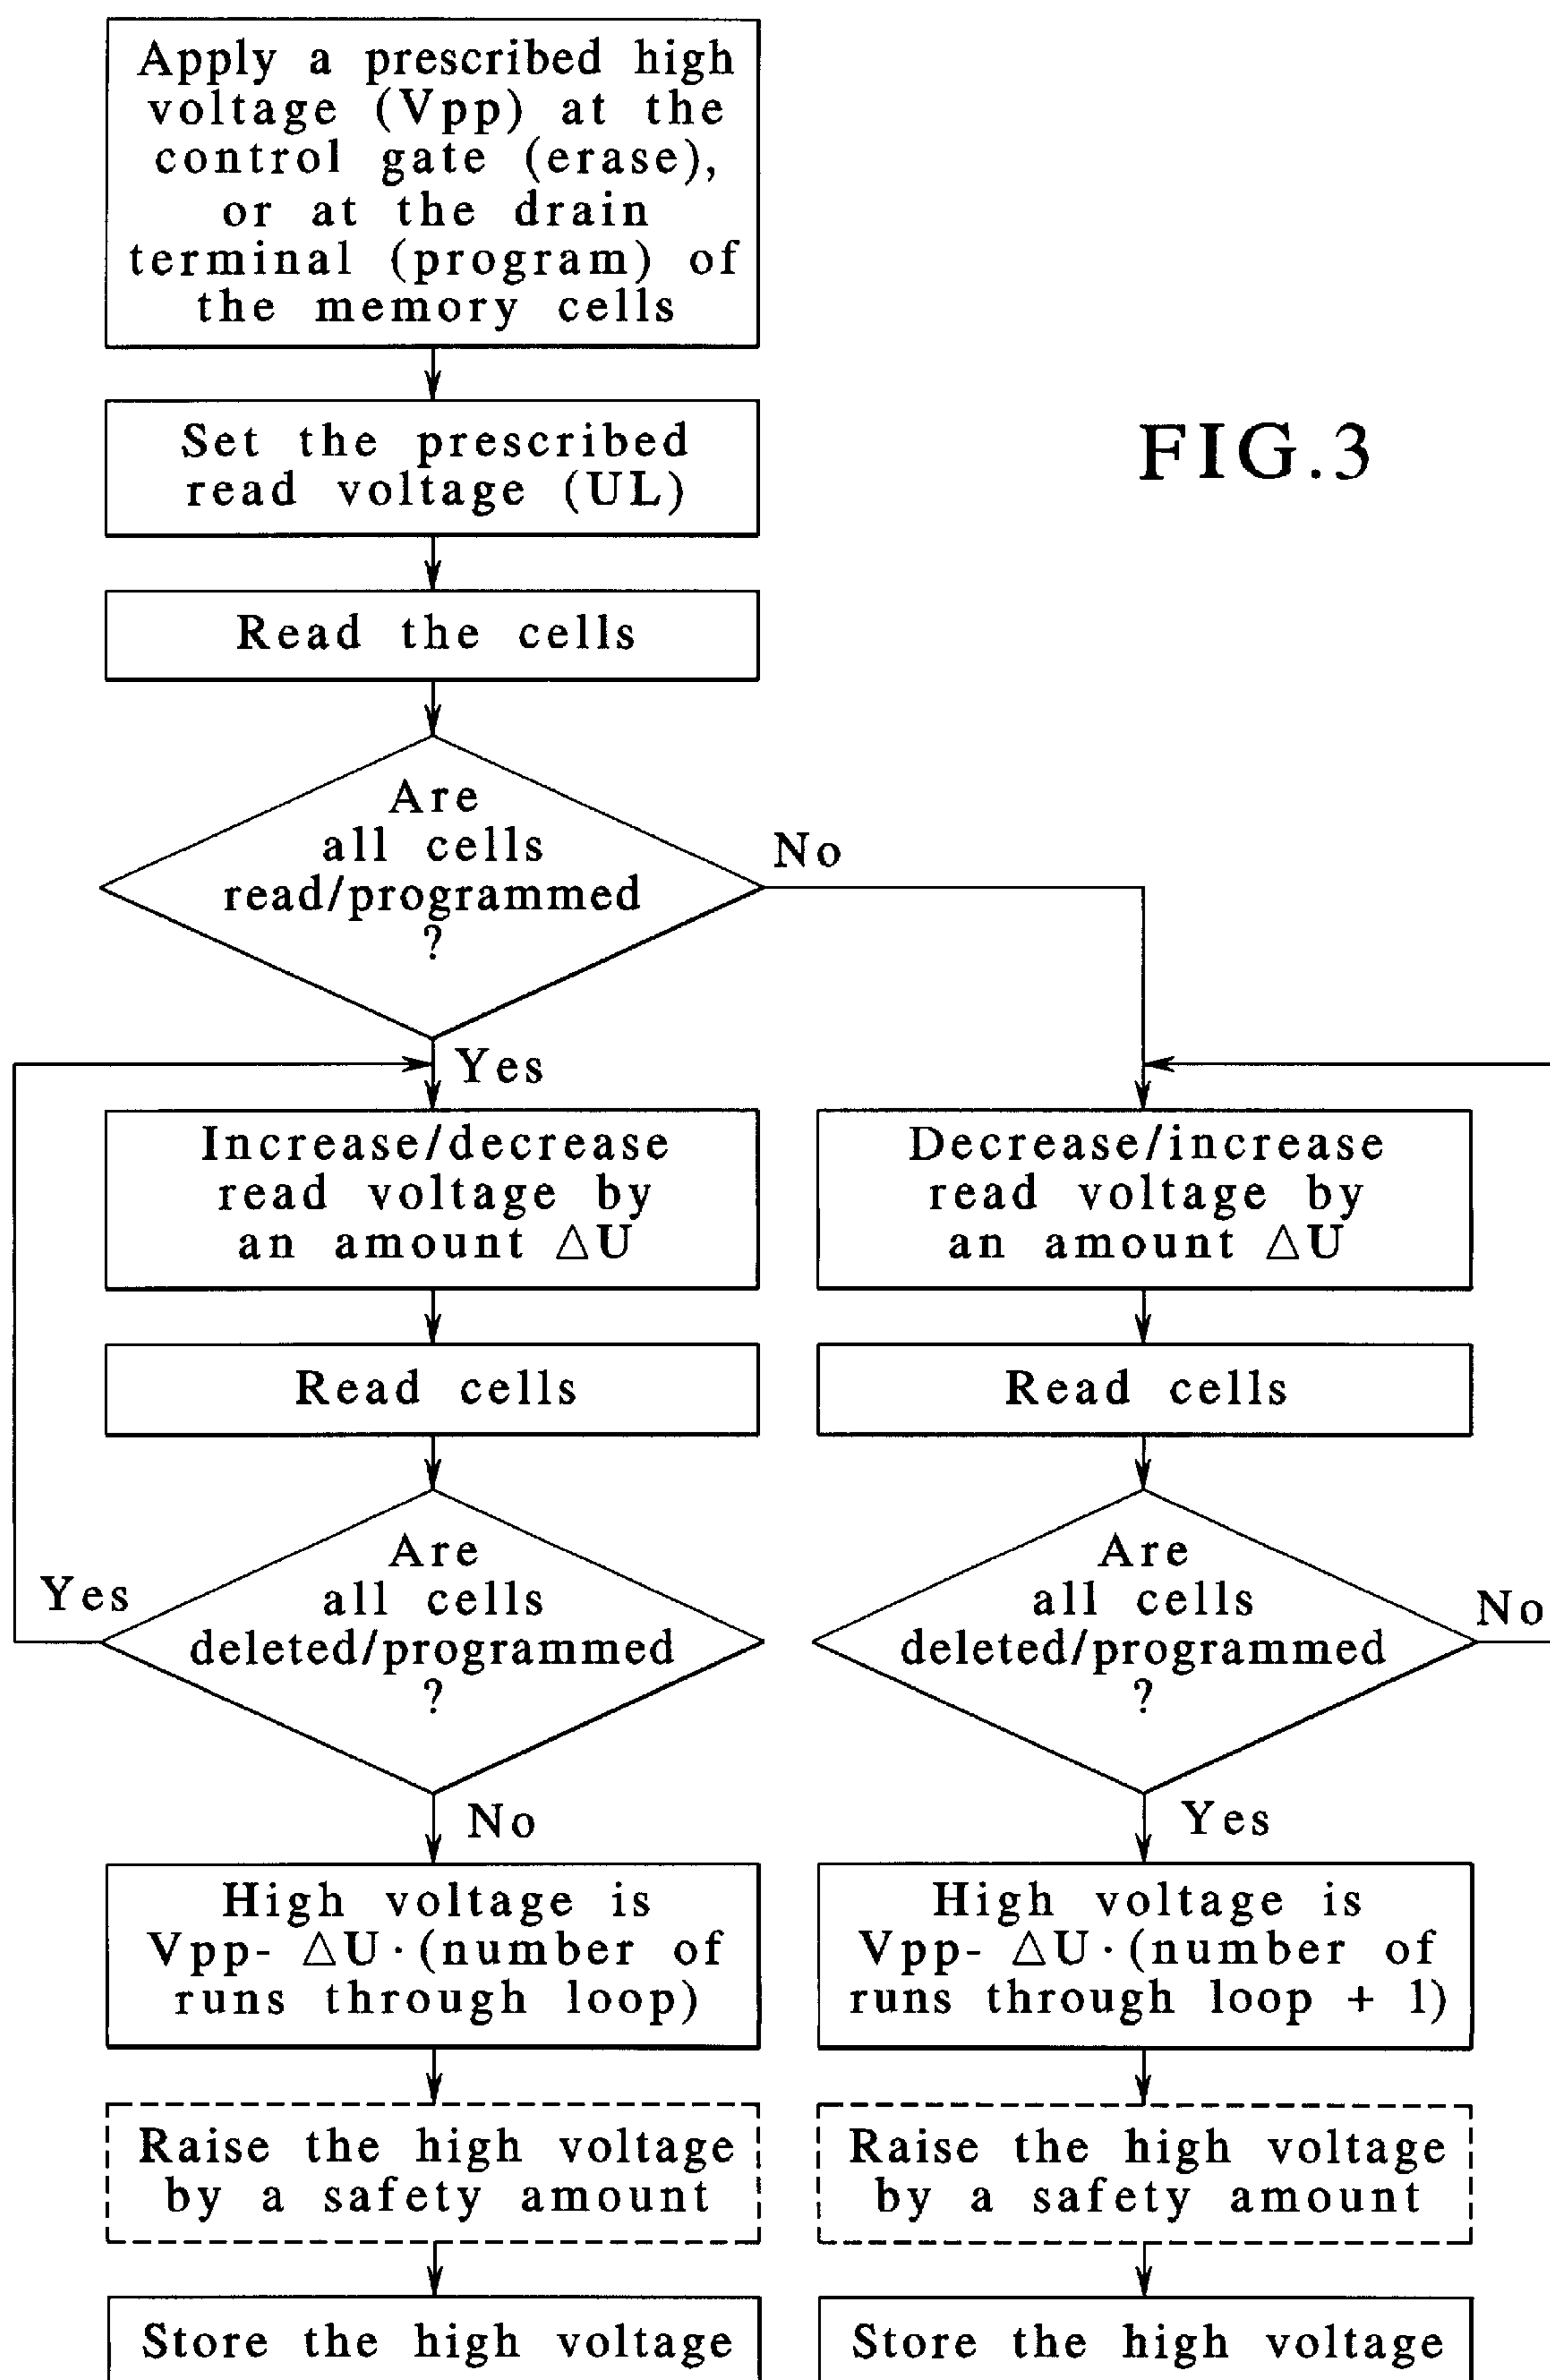 Apply a prescribed high
voltage (Vpp) at the
control gate (erase),
or at the drain
terminal (program) of
the memory cells
Set the prescribed
read voltage (UL)
FIG.3
Read the cells
Are
all cells
read/programmed
?
No
Yes
Increase/decrease
read voltage by
an amount △U
Decrease/increase
read voltage by
an amount △U
Read cells
Read cells
Are
all cells
deleted/programmed
?
Yes
Are
all cells
deleted/programmed
?
No
No
Yes
High voltage is
Vpp- △U·(number of
runs through loop)
High voltage is
Vpp- △U·(number of
runs through loop + 1)
Raise the high voltage
by a safety amount
Raise the high voltage
by a safety amount
Store the high voltage
Store the high voltage